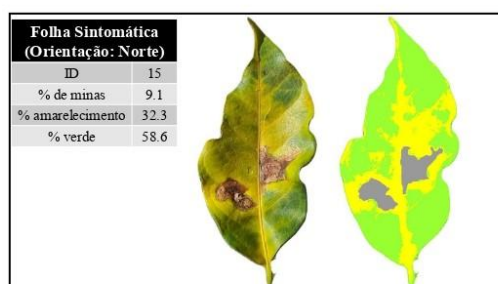 Folha Sintomática
(Orientação: Norte)
ID 15
% de minas 9.1
% amarelecimento 32.3
% verde 58.6